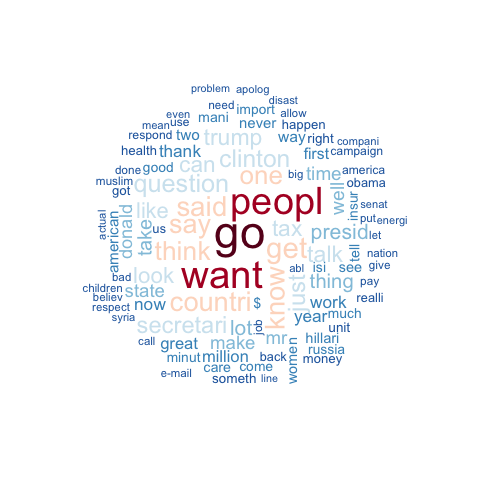 problem apolog
need import disast
even mani never allow
mean use happen
respond two trump way right compani
health thank can clinton first campaign
done good one time america
muslim question big obama
got like said peopl well insur senat
american donald take us say go tax presid put energi
actual think get talk tell let
bad look want know just isi see nation
children abl thing give
believ state countri $ pay
respect now work realli
syria secretari lot job year much
call great make mr hillari unit
minut million back women russia
e-mail care come money
someth line